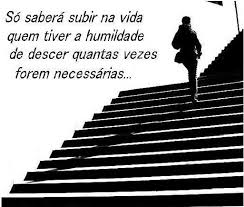 Só saberá subir na vida
quem tiver a humildade
de descer quantas vezes
forem necessárias...